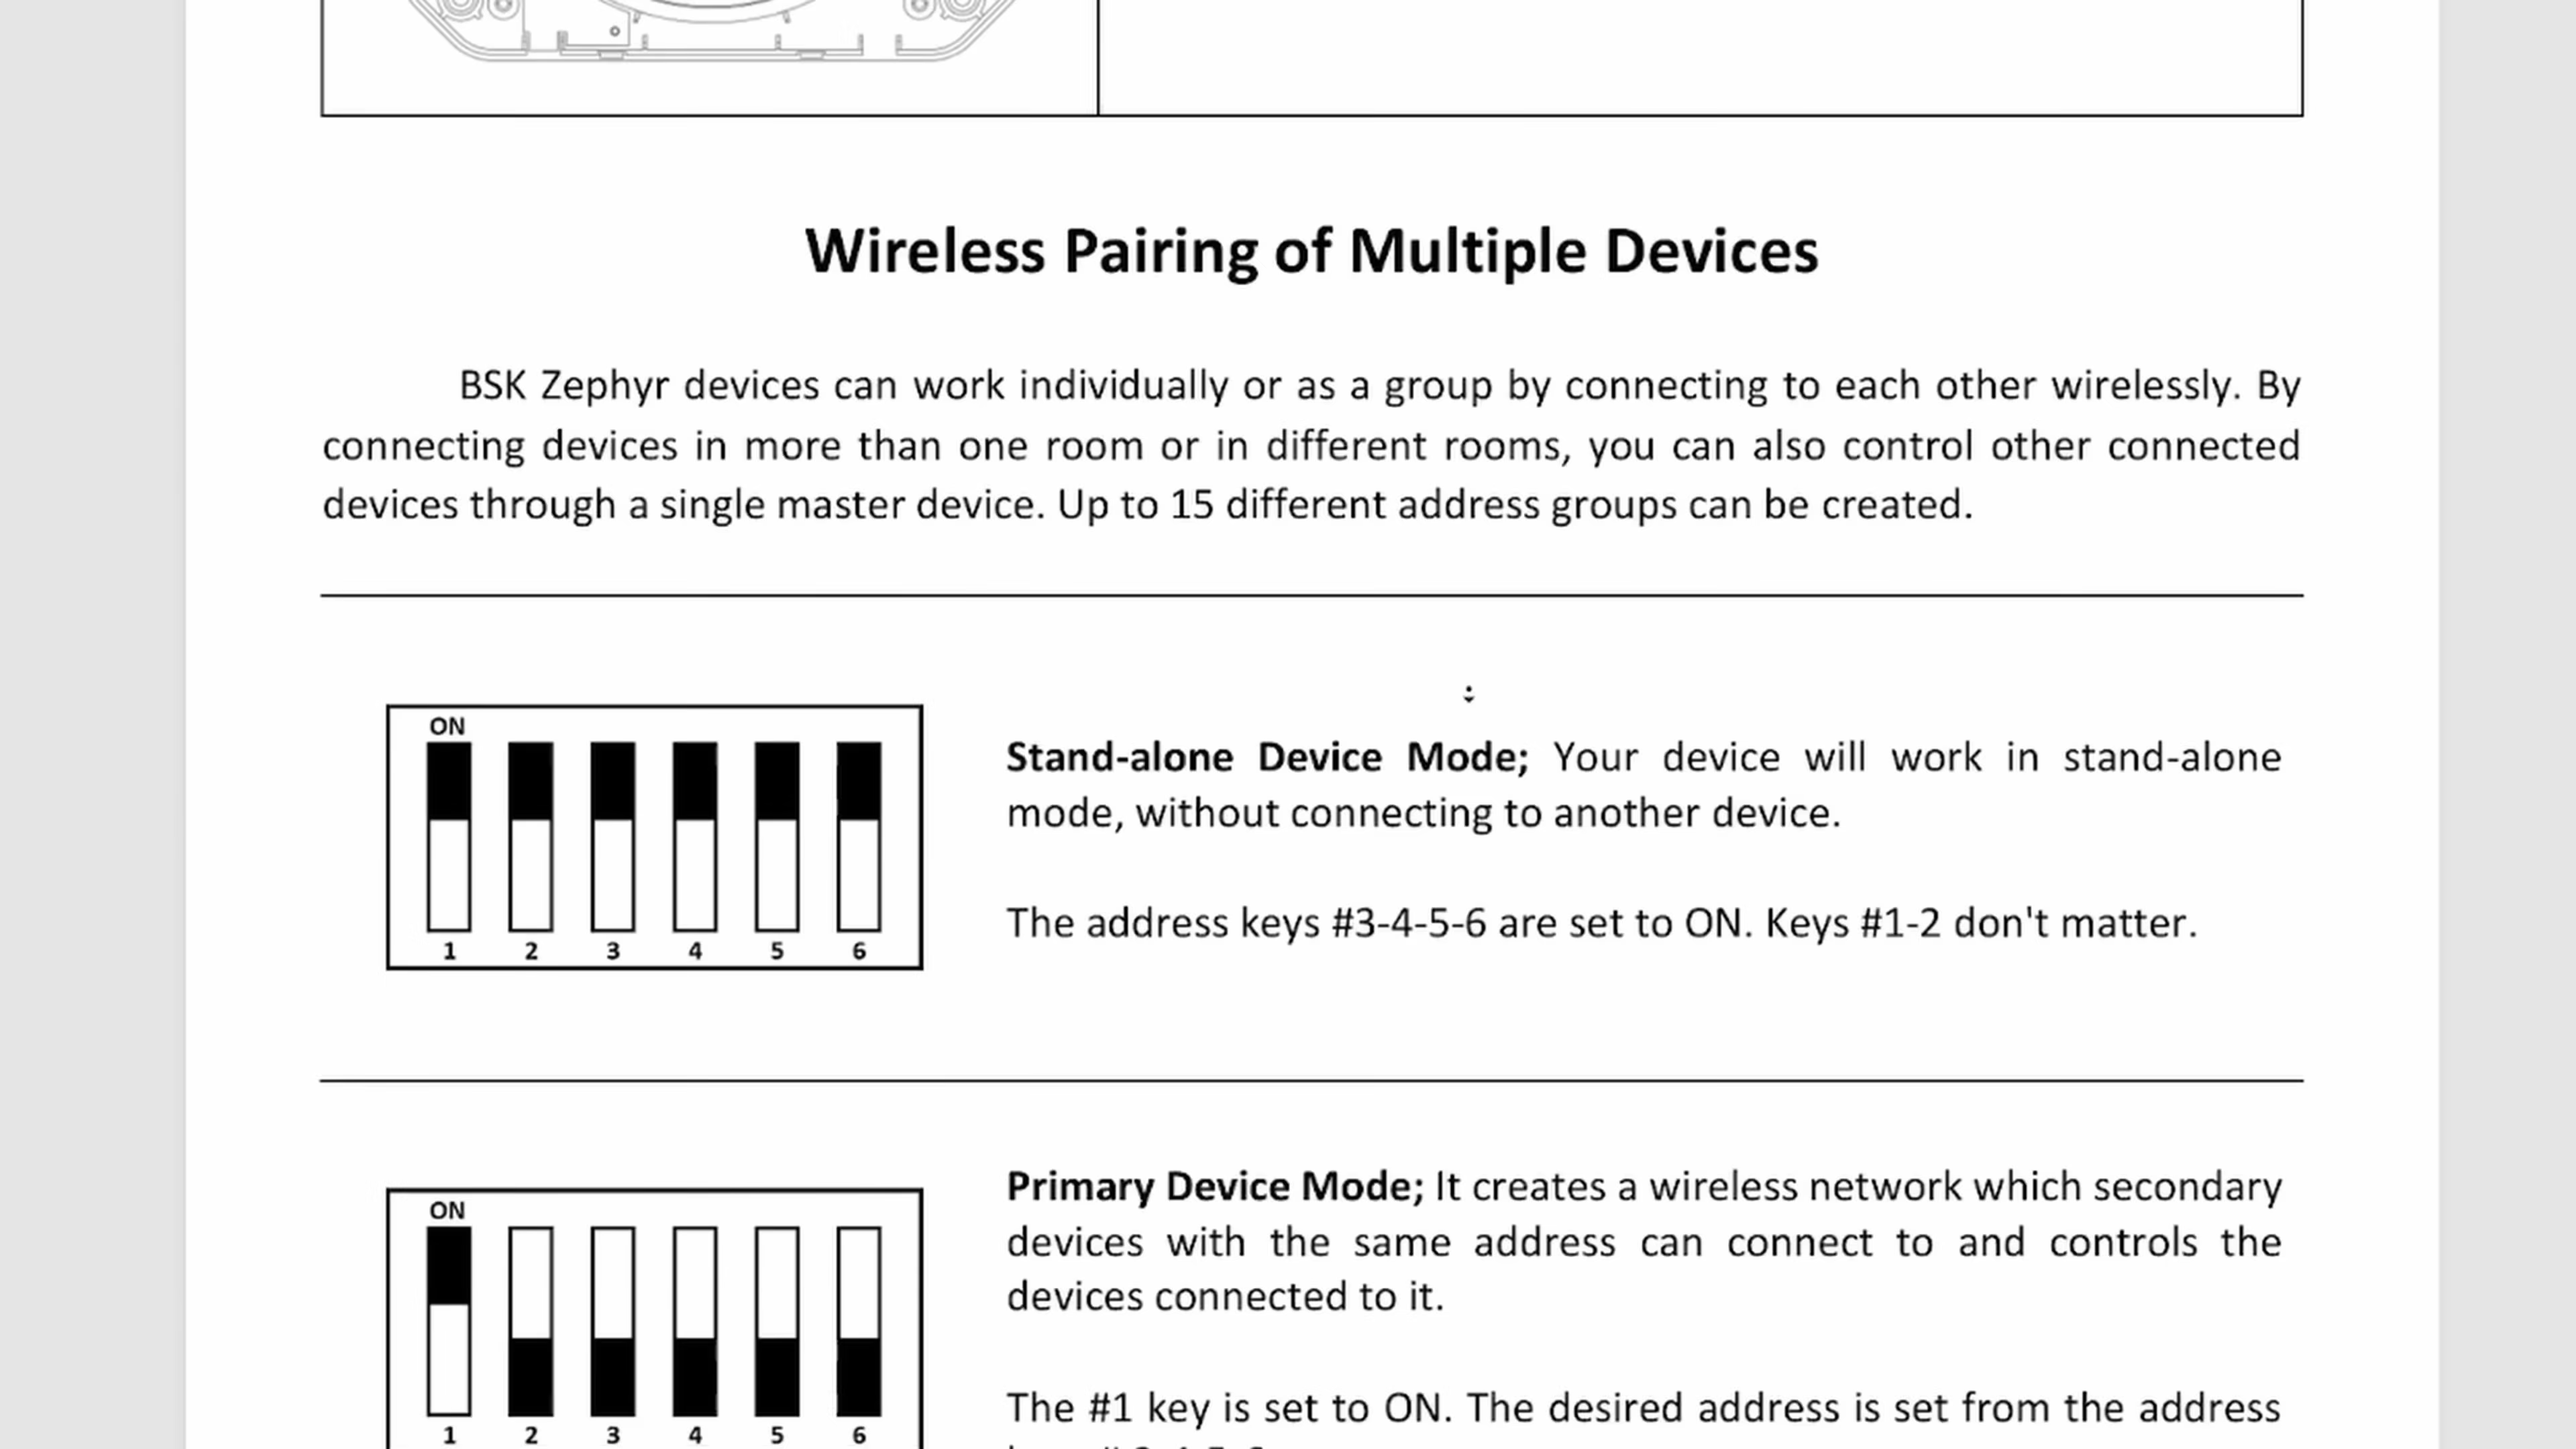 Wireless Pairing of Multiple Devices
BSK Zephyr devices can work individually or as a group by connecting to each other wirelessly. By
connecting devices in more than one room or in different rooms, you can also control other connected
devices through a single master device. Up to 15 different address groups can be created.
ON
1 2 3 4 5 6
Stand-alone Device Mode; Your device will work in stand-alone
mode, without connecting to another device.
The address keys #3-4-5-6 are set to ON. Keys #1-2 don't matter.
ON
1 2 3 4 5 6
Primary Device Mode; It creates a wireless network which secondary
devices with the same address can connect to and controls the
devices connected to it.
The #1 key is set to ON. The desired address is set from the address